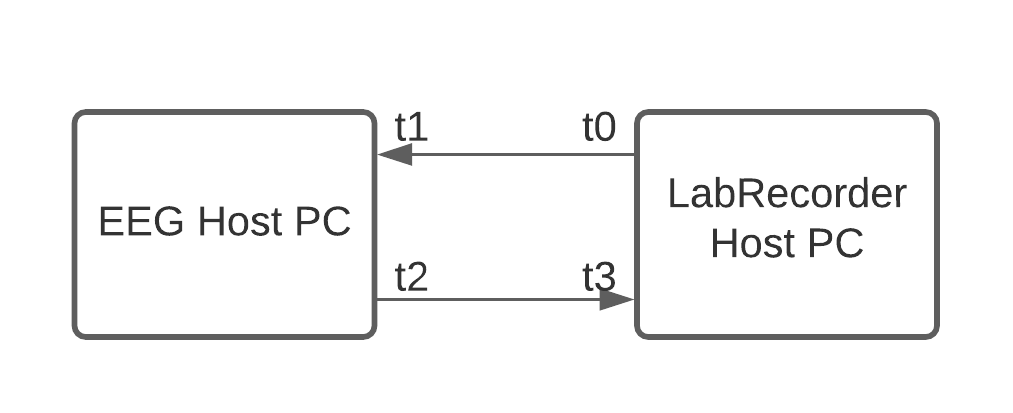 t1
t0
EEG Host PC
LabRecorder
Host PC
t2
t3